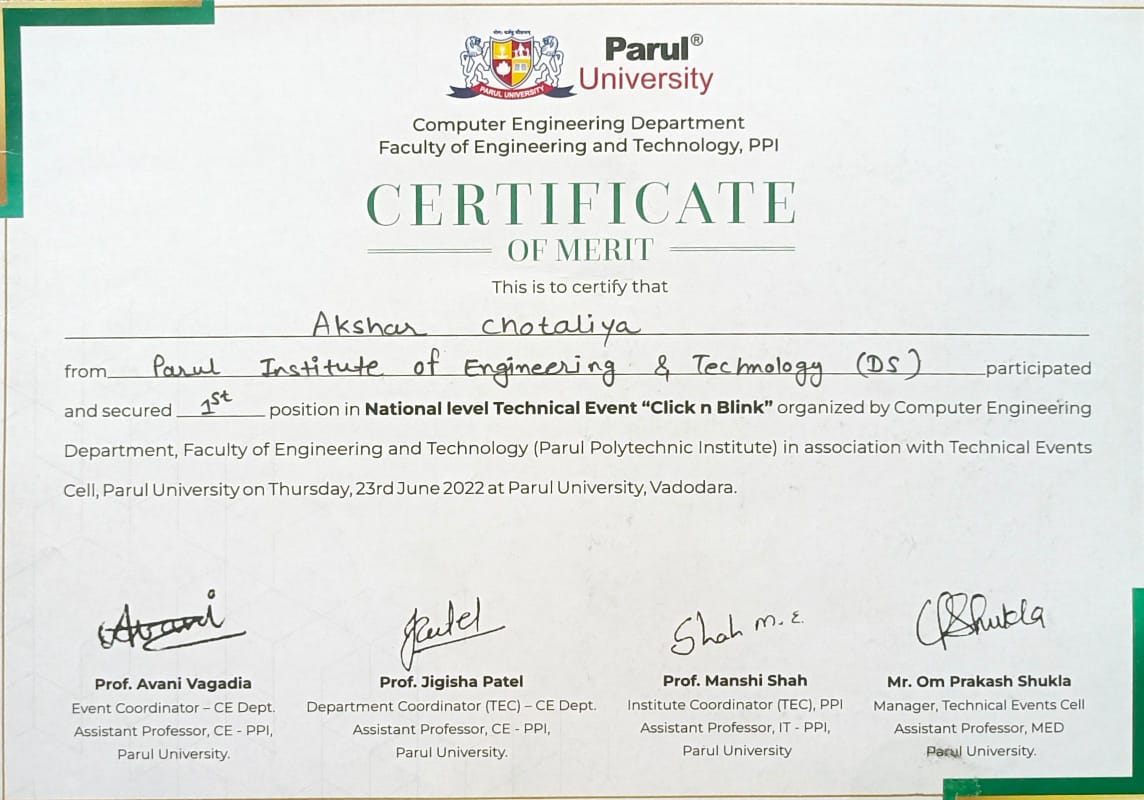 योगः कर्मसु कौशलम्
PARUL UNIVERSITY
Parul®
University
Computer Engineering Department
Faculty of Engineering and Technology, PPI
CERTIFICATE
OF MERIT
This is to certify that
Akshar Chotaliya
from Parul Institute of Engineering & Technology (DS) participated
and secured 1st position in National level Technical Event “Click n Blink” organized by Computer Engineering
Department, Faculty of Engineering and Technology (Parul Polytechnic Institute) in association with Technical Events
Cell, Parul University on Thursday, 23rd June 2022 at Parul University, Vadodara.
Avani JPatel Shah M. E. OPShukla
Prof. Avani Vagadia Prof. Jigisha Patel Prof. Manshi Shah Mr. Om Prakash Shukla
Event Coordinator – CE Dept. Department Coordinator (TEC) – CE Dept. Institute Coordinator (TEC), PPI Manager, Technical Events Cell
Assistant Professor, CE - PPI, Assistant Professor, CE - PPI, Assistant Professor, IT - PPI, Assistant Professor, MED
Parul University. Parul University. Parul University Parul University.